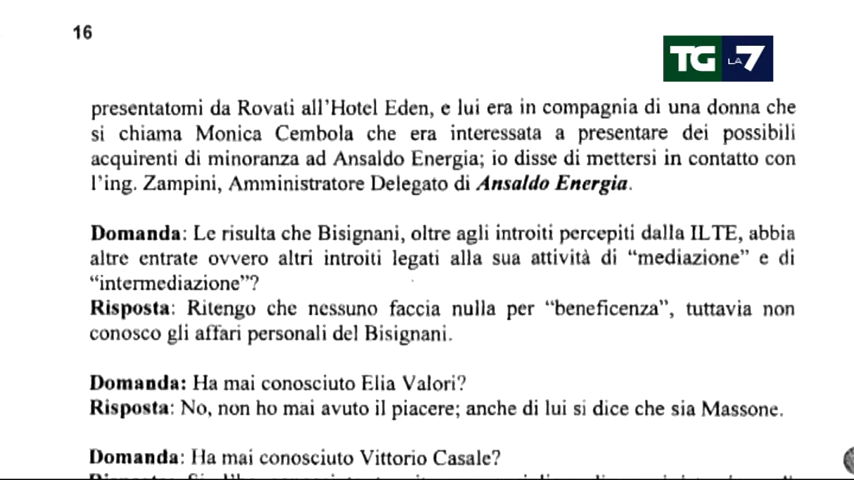 16
TG LA 7
presentatomi da Rovati all'Hotel Eden, e lui era in compagnia di una donna che
si chiama Monica Cembola che era interessata a presentare dei possibili
acquirenti di minoranza ad Ansaldo Energia; io disse di mettersi in contatto con
l'ing. Zampini, Amministratore Delegato di Ansaldo Energia.
Domanda: Le risulta che Bisignani, oltre agli introiti percepiti dalla ILTE, abbia
altre entrate ovvero altri introiti legati alla sua attività di "mediazione" e di
"intermediazione"?
Risposta: Ritengo che nessuno faccia nulla per "beneficenza", tuttavia non
conosco gli affari personali del Bisignani.
Domanda: Ha mai conosciuto Elia Valori?
Risposta: No, non ho mai avuto il piacere; anche di lui si dice che sia Massone.
Domanda: Ha mai conosciuto Vittorio Casale?